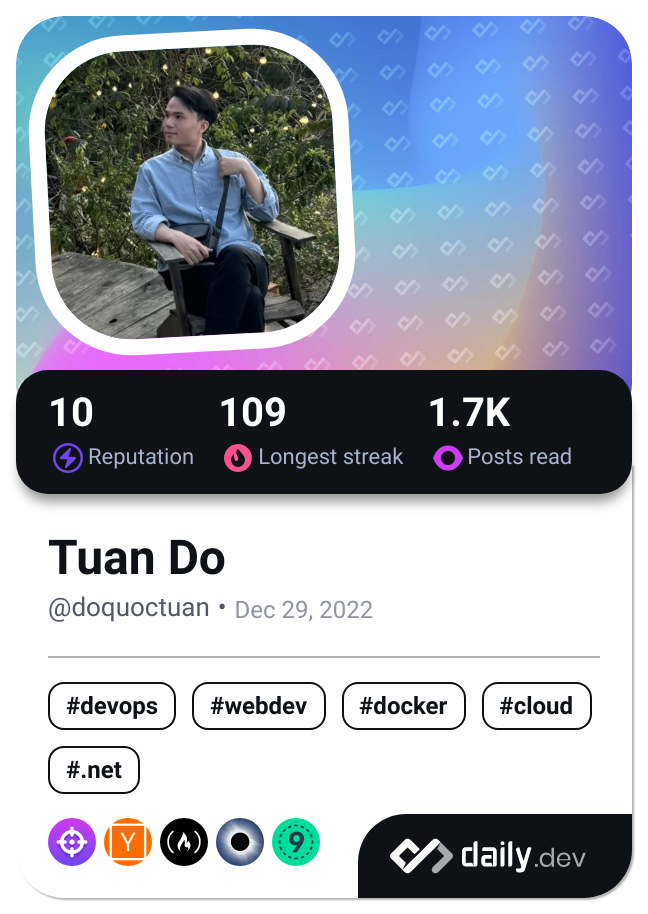 10 109 1.7K
Reputation Longest streak Posts read
Tuan Do
@doquoctuan • Dec 29, 2022
#devops #webdev #docker #cloud
#.net
Y 9
daily.dev